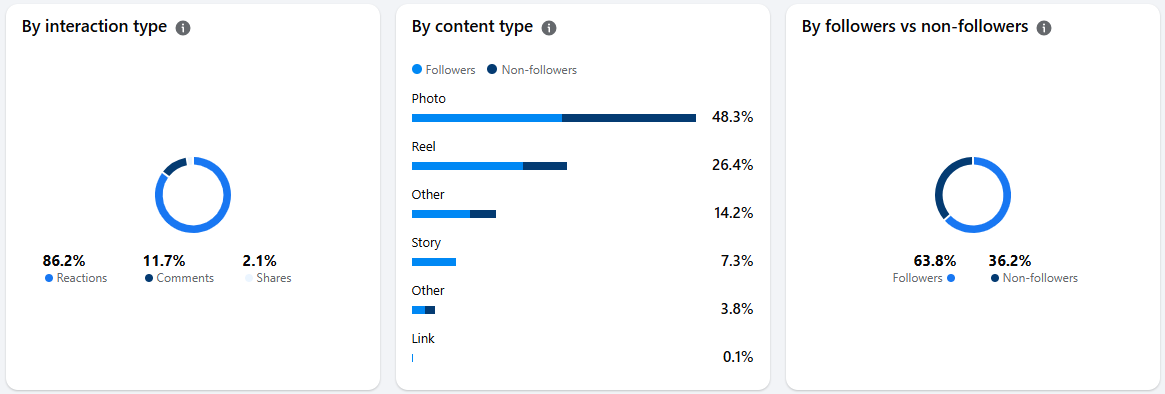 By interaction type
86.2%
Reactions
11.7%
Comments
2.1%
Shares
By content type
Followers
Non-followers
Photo
48.3%
Reel
26.4%
Other
14.2%
Story
7.3%
Other
3.8%
Link
0.1%
By followers vs non-followers
63.8%
Followers
36.2%
Non-followers